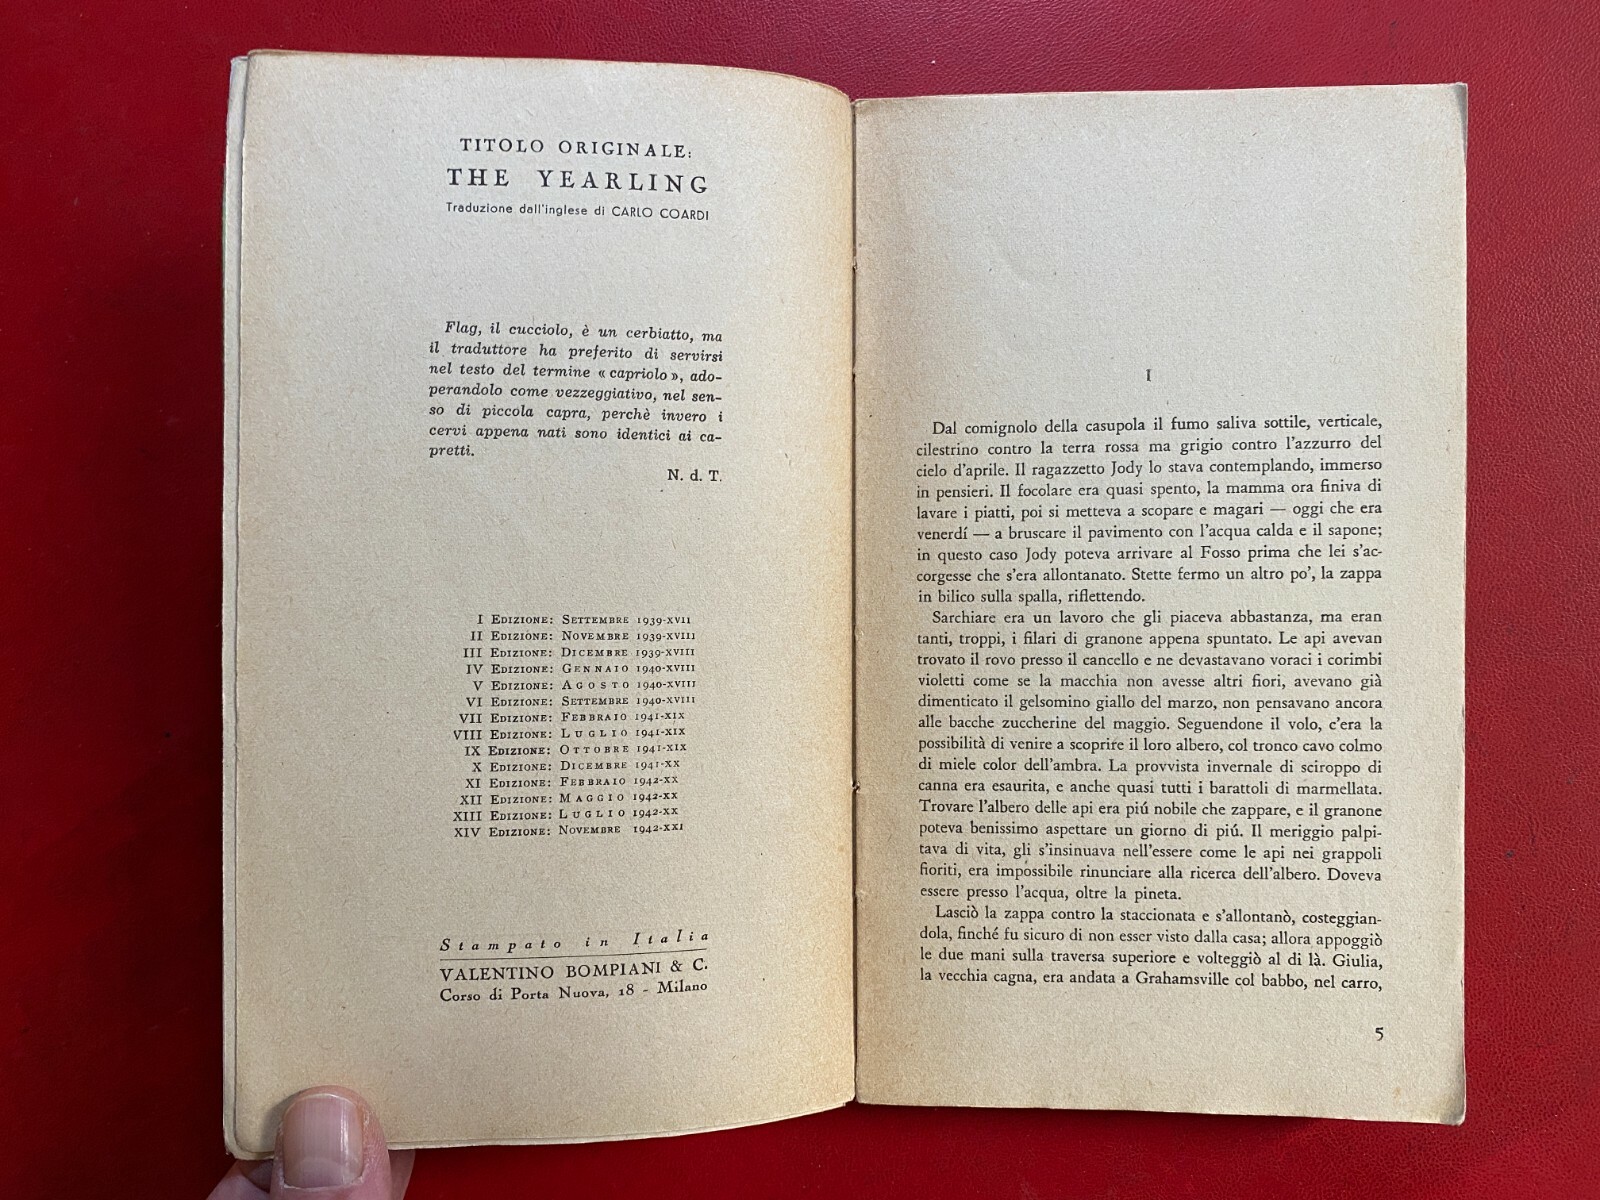 TITOLO ORIGINALE:
THE YEARLING
Traduzione dall'inglese di CARLO COARDI
Flag, il cucciolo, è un cerbiatto, ma
il traduttore ha preferito di servirsi
nel testo del termine « capriolo », ado-
perandolo come vezzeggiativo, nel sen-
so di piccola capra, perchè invero i
cervi appena nati sono identici ai ca-
pretti.
N. d. T.
I EDIZIONE: SETTEMBRE 1939-XVII
II EDIZIONE: NOVEMBRE 1939-XVIII
III EDIZIONE: DICEMBRE 1939-XVIII
IV EDIZIONE: GENNAIO 1940-XVIII
V EDIZIONE: AGOSTO 1940-XVIII
VI EDIZIONE: SETTEMBRE 1940-XVIII
VII EDIZIONE: FEBBRAIO 1941-XIX
VIII EDIZIONE: LUGLIO 1941-XIX
IX EDIZIONE: OTTOBRE 1941-XIX
X EDIZIONE: DICEMBRE 1941-XX
XI EDIZIONE: FEBBRAIO 1942-XX
XII EDIZIONE: MAGGIO 1942-XX
XIII EDIZIONE: LUGLIO 1942-XX
XIV EDIZIONE: NOVEMBRE 1942-XXI
Stampato in Italia
VALENTINO BOMPIANI & C.
Corso di Porta Nuova, 18 - Milano
I
Dal comignolo della casupola il fumo saliva sottile, verticale,
cilestrino contro la terra rossa ma grigio contro l'azzurro del
cielo d'aprile. Il ragazzetto Jody lo stava contemplando, immerso
in pensieri. Il focolare era quasi spento, la mamma ora finiva di
lavare i piatti, poi si metteva a scopare e magari — oggi che era
venerdí — a bruscare il pavimento con l'acqua calda e il sapone;
in questo caso Jody poteva arrivare al Fosso prima che lei s'ac-
corgesse che s'era allontanato. Stette fermo un altro po', la zappa
in bilico sulla spalla, riflettendo.
Sarchiare era un lavoro che gli piaceva abbastanza, ma eran
tanti, troppi, i filari di granone appena spuntato. Le api avevan
trovato il rovo presso il cancello e ne devastavano voraci i corimbi
violetti come se la macchia non avesse altri fiori, avevano già
dimenticato il gelsomino giallo del marzo, non pensavano ancora
alle bacche zuccherine del maggio. Seguendone il volo, c'era la
possibilità di venire a scoprire il loro albero, col tronco cavo colmo
di miele color dell'ambra. La provvista invernale di sciroppo di
canna era esaurita, e anche quasi tutti i barattoli di marmellata.
Trovare l'albero delle api era piú nobile che zappare, e il granone
poteva benissimo aspettare un giorno di piú. Il meriggio palpi-
tava di vita, gli s'insinuava nell'essere come le api nei grappoli
fioriti, era impossibile rinunciare alla ricerca dell'albero. Doveva
essere presso l'acqua, oltre la pineta.
Lasciò la zappa contro la staccionata e s'allontanò, costeggian-
dola, finché fu sicuro di non esser visto dalla casa; allora appoggiò
le due mani sulla traversa superiore e volteggiò al di là. Giulia,
la vecchia cagna, era andata a Grahamsville col babbo, nel carro,
5